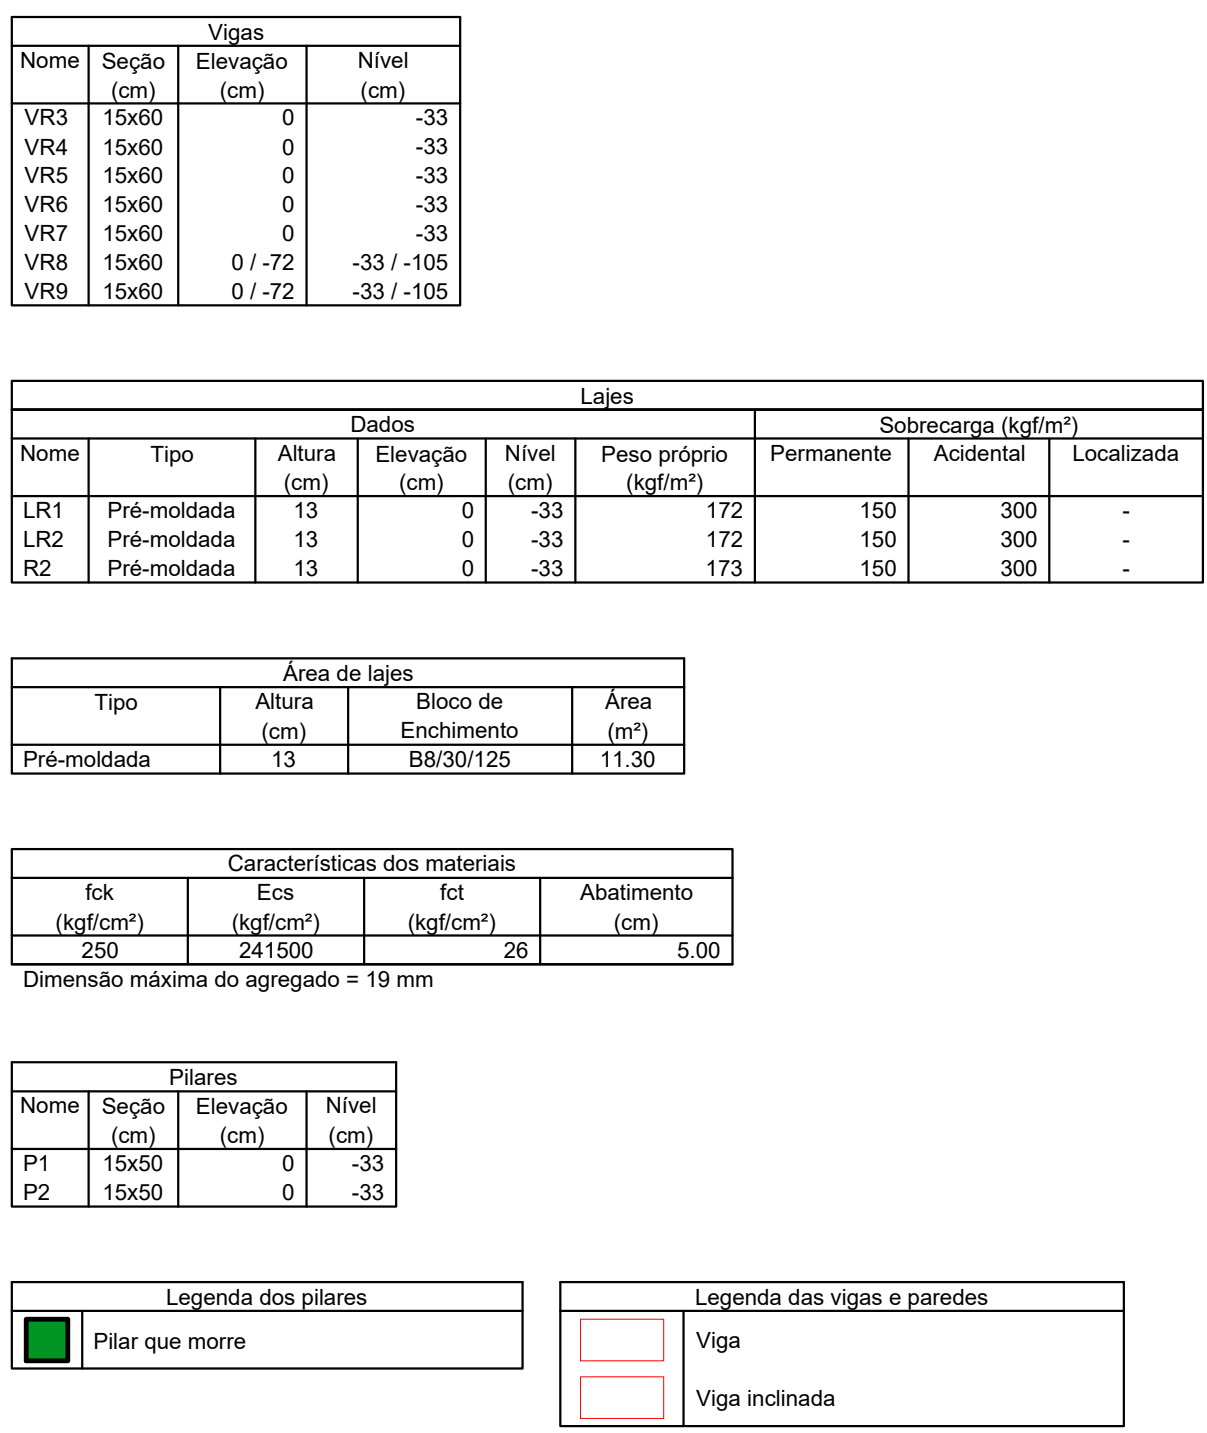 Vigas
Nome Seção Elevação Nível
(cm) (cm) (cm)
VR3 15x60 0 -33
VR4 15x60 0 -33
VR5 15x60 0 -33
VR6 15x60 0 -33
VR7 15x60 0 -33
VR8 15x60 0 / -72 -33 / -105
VR9 15x60 0 / -72 -33 / -105
Lajes
Dados Sobrecarga (kgf/m²)
Nome Tipo Altura Elevação Nível Peso próprio Permanente Acidental Localizada
(cm) (cm) (cm) (kgf/m²)
LR1 Pré-moldada 13 0 -33 172 150 300 -
LR2 Pré-moldada 13 0 -33 172 150 300 -
R2 Pré-moldada 13 0 -33 173 150 300 -
Área de lajes
Tipo Altura Bloco de Área
(cm) Enchimento (m²)
Pré-moldada 13 B8/30/125 11.30
Características dos materiais
fck Ecs fct Abatimento
(kgf/cm²) (kgf/cm²) (kgf/cm²) (cm)
250 241500 26 5.00
Dimensão máxima do agregado = 19 mm
Pilares
Nome Seção Elevação Nível
(cm) (cm) (cm)
P1 15x50 0 -33
P2 15x50 0 -33
Legenda dos pilares
Pilar que morre
Legenda das vigas e paredes
Viga
Viga inclinada